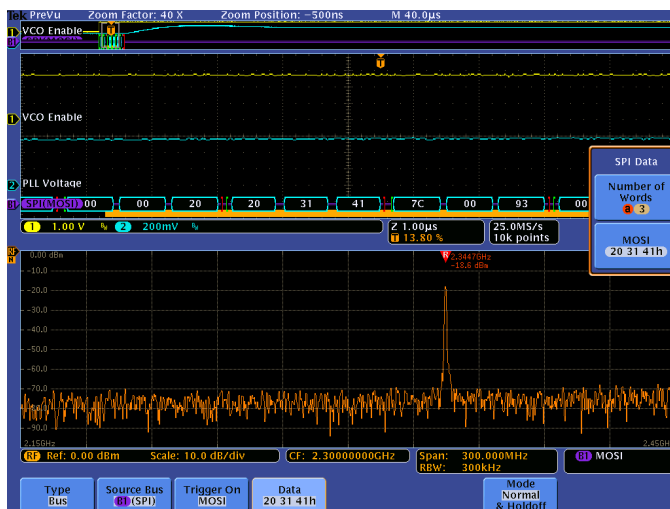 Tek PreVu Zoom Factor: 40 X Zoom Position: −500ns M 40.0µs
VCO Enable
VCO Enable
PLL Voltage
SPI(MOSI) 00 00 20 20 31 41 7C 00 93 00
1 1.00 V 2 200mV Z 1.00µs 25.0MS/s
T 13.80 % 10k points
SPI Data
Number of
Words
a 3
MOSI
20 31 41h
0.00 dBm
R 2.3447GHz
-18.6 dBm
-10.0
-20.0
-30.0
-40.0
-50.0
-60.0
-70.0
-90.0
2.15GHz 2.45GHz
RF Ref: 0.00 dBm Scale: 10.0 dB/div CF: 2.30000000GHz Span: 300.000MHz B1 MOSI
RBW: 300kHz
Type
Bus
Source Bus
B1 (SPI)
Trigger On
MOSI
Data
20 31 41h
Mode
Normal
& Holdoff